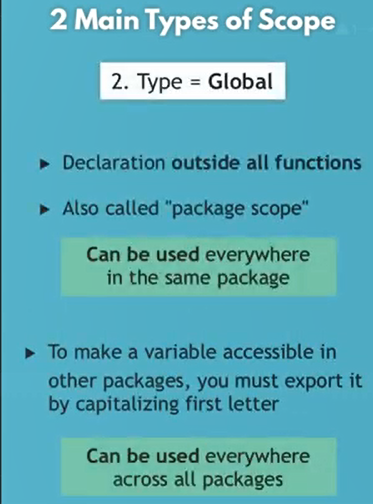 2 Main Types of Scope
2. Type = Global
► Declaration outside all functions
► Also called "package scope"
Can be used everywhere
in the same package
► To make a variable accessible in
other packages, you must export it
by capitalizing first letter
Can be used everywhere
across all packages